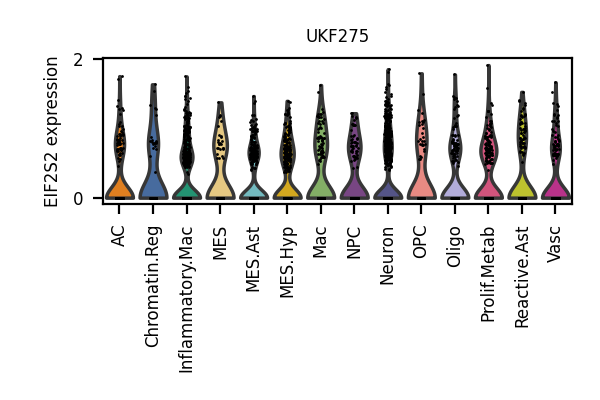 UKF275
EIF2S2 expression
2
0
AC
Chromatin.Reg
Inflammatory.Mac
MES
MES.Ast
MES.Hyp
Mac
NPC
Neuron
OPC
Oligo
Prolif.Metab
Reactive.Ast
Vasc